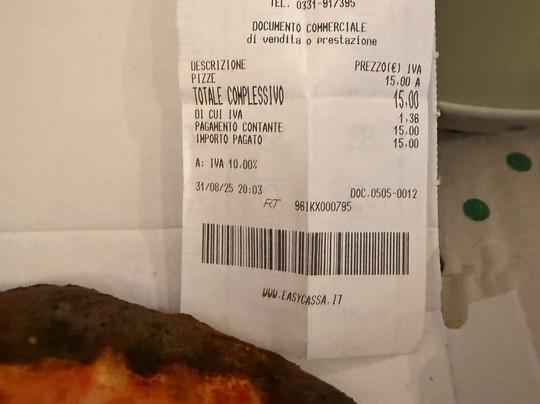 TEL. 0331-917395
DOCUMENTO COMMERCIALE
di vendita o prestazione
DESCRIZIONE PREZZO(€) IVA
PIZZE 15,00 A
TOTALE COMPLESSIVO 15,00
DI CUI IVA 1,36
PAGAMENTO CONTANTE 15,00
IMPORTO PAGATO 15,00
A: IVA 10,00%
31/08/25 20:03 DOC.0505-0012
RT 96IKX000795
WWW.EASYCASSA.IT